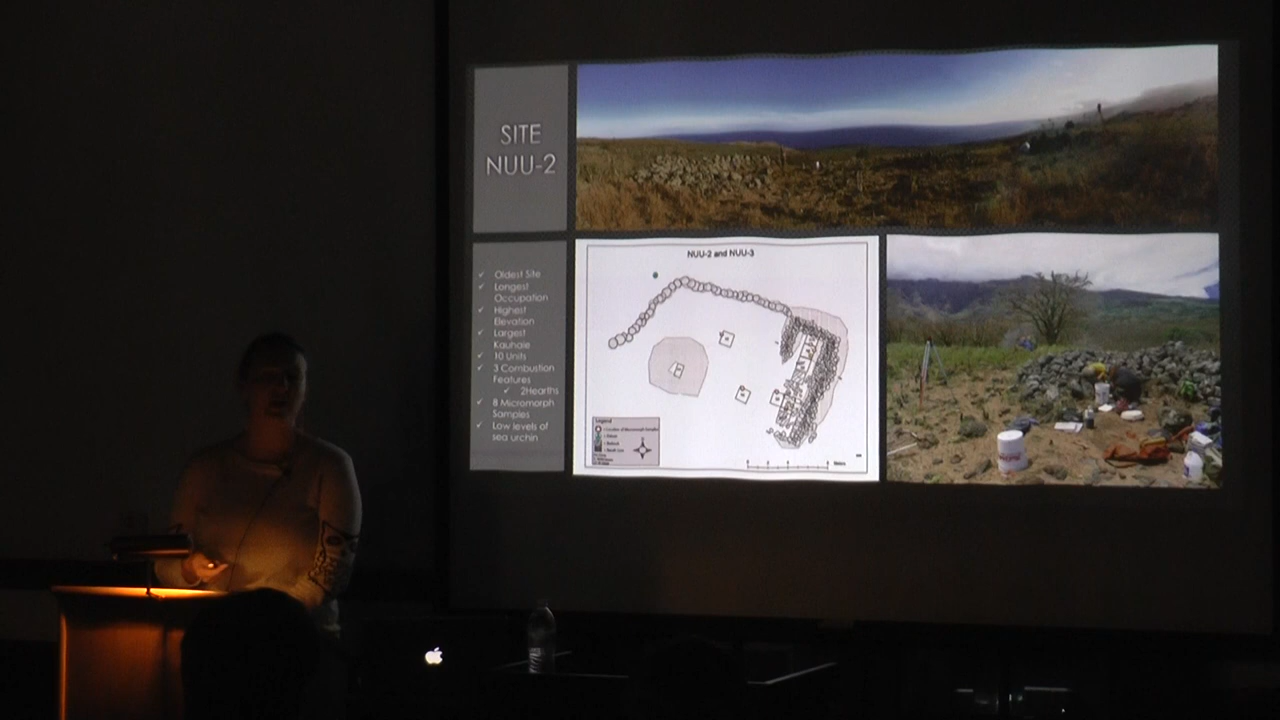 SITE
NUU-2
✓ Oldest Site
✓ Longest
Occupation
✓ Highest
Elevation
✓ Largest
Kauhale
✓ 10 Units
✓ 3 Combustion
Features
✓ 2Hearths
✓ 8 Micromorph
Samples
✓ Low levels of
sea urchin
NUU-2 and NUU-3
Legend
Meters